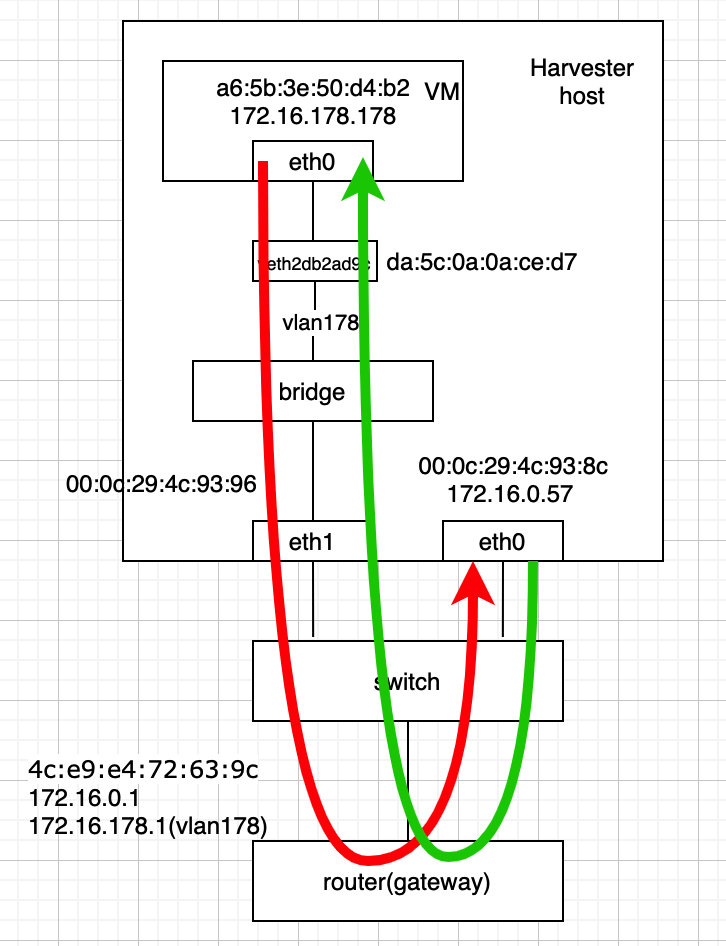 Harvester
host
a6:5b:3e:50:d4:b2
VM
172.16.178.178
eth0
veth2db2ad9c
da:5c:0a:0a:ce:d7
vlan178
bridge
00:0c:29:4c:93:96
00:0c:29:4c:93:8c
172.16.0.57
eth1
eth0
switch
4c:e9:e4:72:63:9c
172.16.0.1
172.16.178.1(vlan178)
router(gateway)